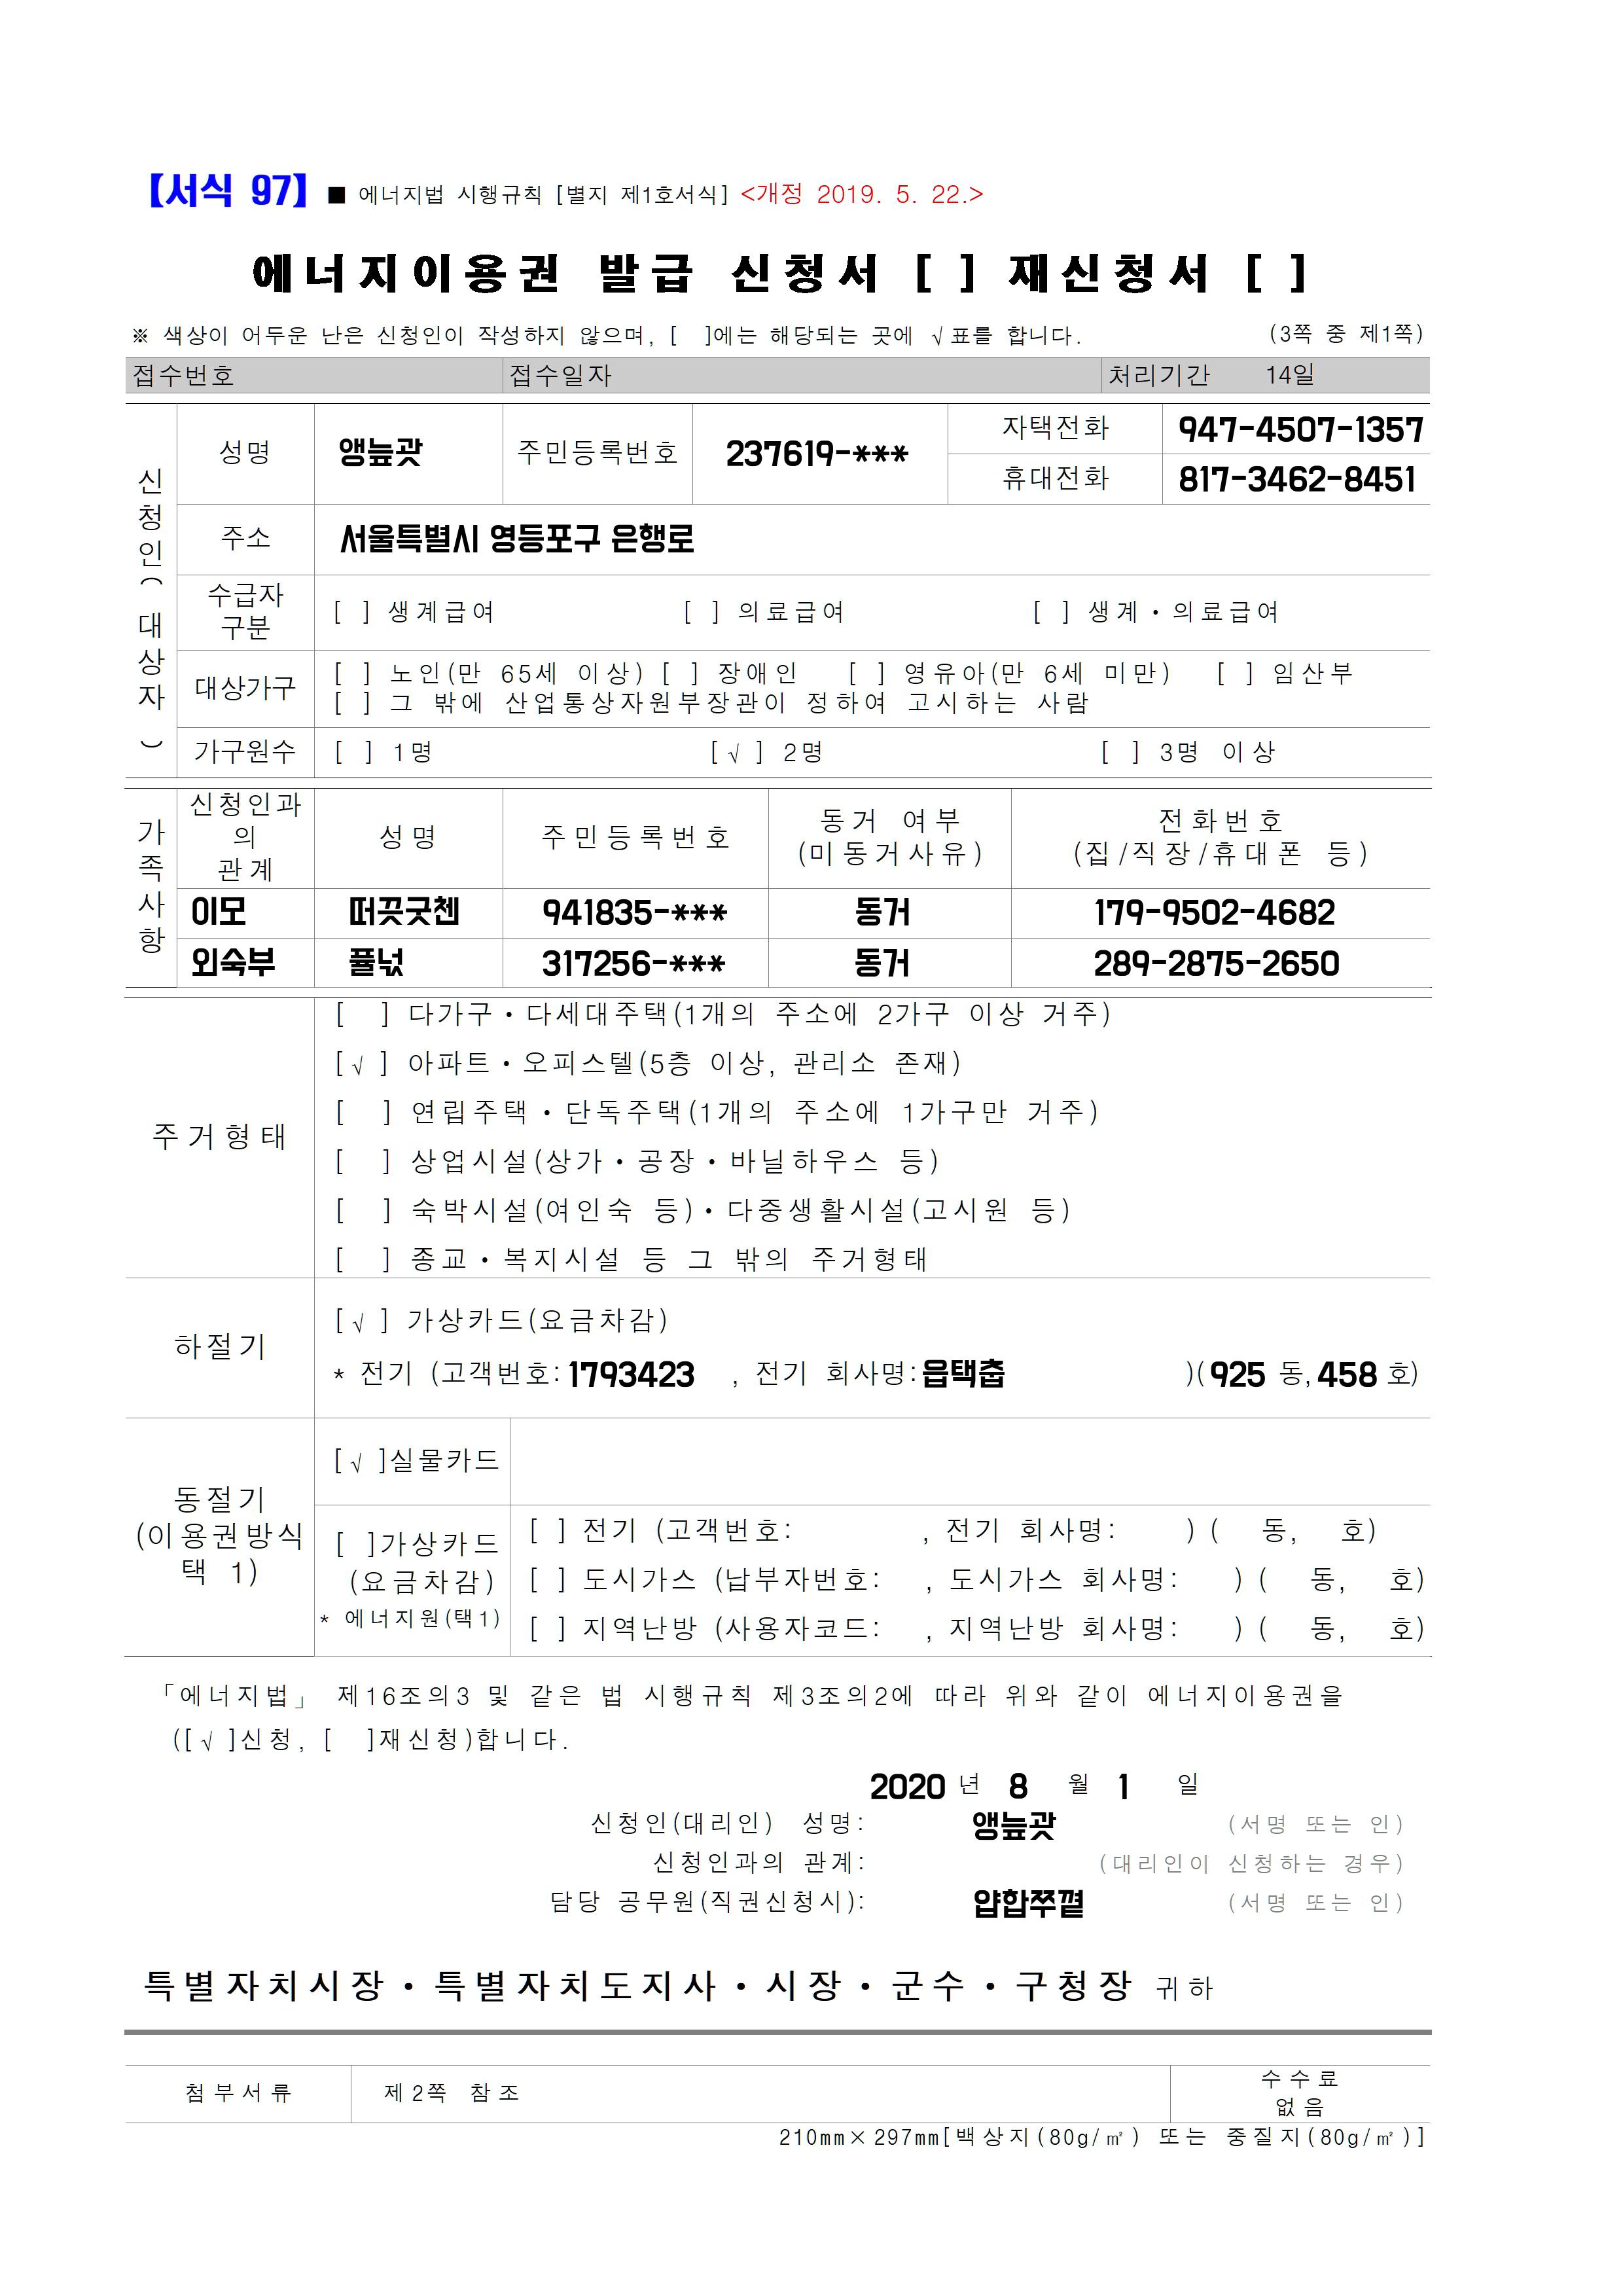 【서식 97】 ■ 에너지법 시행규칙 [별지 제1호서식] <개정 2019. 5. 22.>
에너지이용권 발급 신청서 [ ] 재신청서 [ ]
※ 색상이 어두운 난은 신청인이 작성하지 않으며, [ ]에는 해당되는 곳에 √표를 합니다. (3쪽 중 제1쪽)
접수번호 접수일자 처리기간 14일
신청인(대상자)
성명 앵늪괏 주민등록번호 237619-***
자택전화 947-4507-1357
휴대전화 817-3462-8451
주소 서울특별시 영등포구 은행로
수급자
구분
[ ] 생계급여 [ ] 의료급여 [ ] 생계・의료급여
대상가구
[ ] 노인(만 65세 이상) [ ] 장애인 [ ] 영유아(만 6세 미만) [ ] 임산부
[ ] 그 밖에 산업통상자원부장관이 정하여 고시하는 사람
가구원수 [ ] 1명 [√ ] 2명 [ ] 3명 이상
가족사항
신청인과
의
관계
성명
주민등록번호
동거 여부
(미동거사유)
전화번호
(집/직장/휴대폰 등)
이모 떠끗긋첸 941835-*** 동거 179-9502-4682
외숙부 퓰넋 317256-*** 동거 289-2875-2650
주거형태
[ ] 다가구・다세대주택(1개의 주소에 2가구 이상 거주)
[√ ] 아파트・오피스텔(5층 이상, 관리소 존재)
[ ] 연립주택・단독주택(1개의 주소에 1가구만 거주)
[ ] 상업시설(상가・공장・바닐하우스 등)
[ ] 숙박시설(여인숙 등)・다중생활시설(고시원 등)
[ ] 종교・복지시설 등 그 밖의 주거형태
하절기
[√ ] 가상카드(요금차감)
* 전기 (고객번호: 1793423 , 전기 회사명: 읍택춥 )( 925 동, 458 호)
동절기
(이용권방식
택 1)
[√ ]실물카드
[ ]가상카드
(요금차감)
* 에너지원(택1)
[ ] 전기 (고객번호: , 전기 회사명: ) ( 동, 호)
[ ] 도시가스 (납부자번호: , 도시가스 회사명: ) ( 동, 호)
[ ] 지역난방 (사용자코드: , 지역난방 회사명: ) ( 동, 호)
「에너지법」 제16조의3 및 같은 법 시행규칙 제3조의2에 따라 위와 같이 에너지이용권을
([√ ]신청, [ ]재신청)합니다.
2020 년 8 월 1 일
신청인(대리인) 성명: 앵늪괏 (서명 또는 인)
신청인과의 관계: (대리인이 신청하는 경우)
담당 공무원(직권신청시): 얍합쭈꼍 (서명 또는 인)
특별자치시장・특별자치도지사・시장・군수・구청장 귀하
첨부서류 제2쪽 참조
수수료
없음
210mm×297mm[백상지(80g/㎡) 또는 중질지(80g/㎡)]